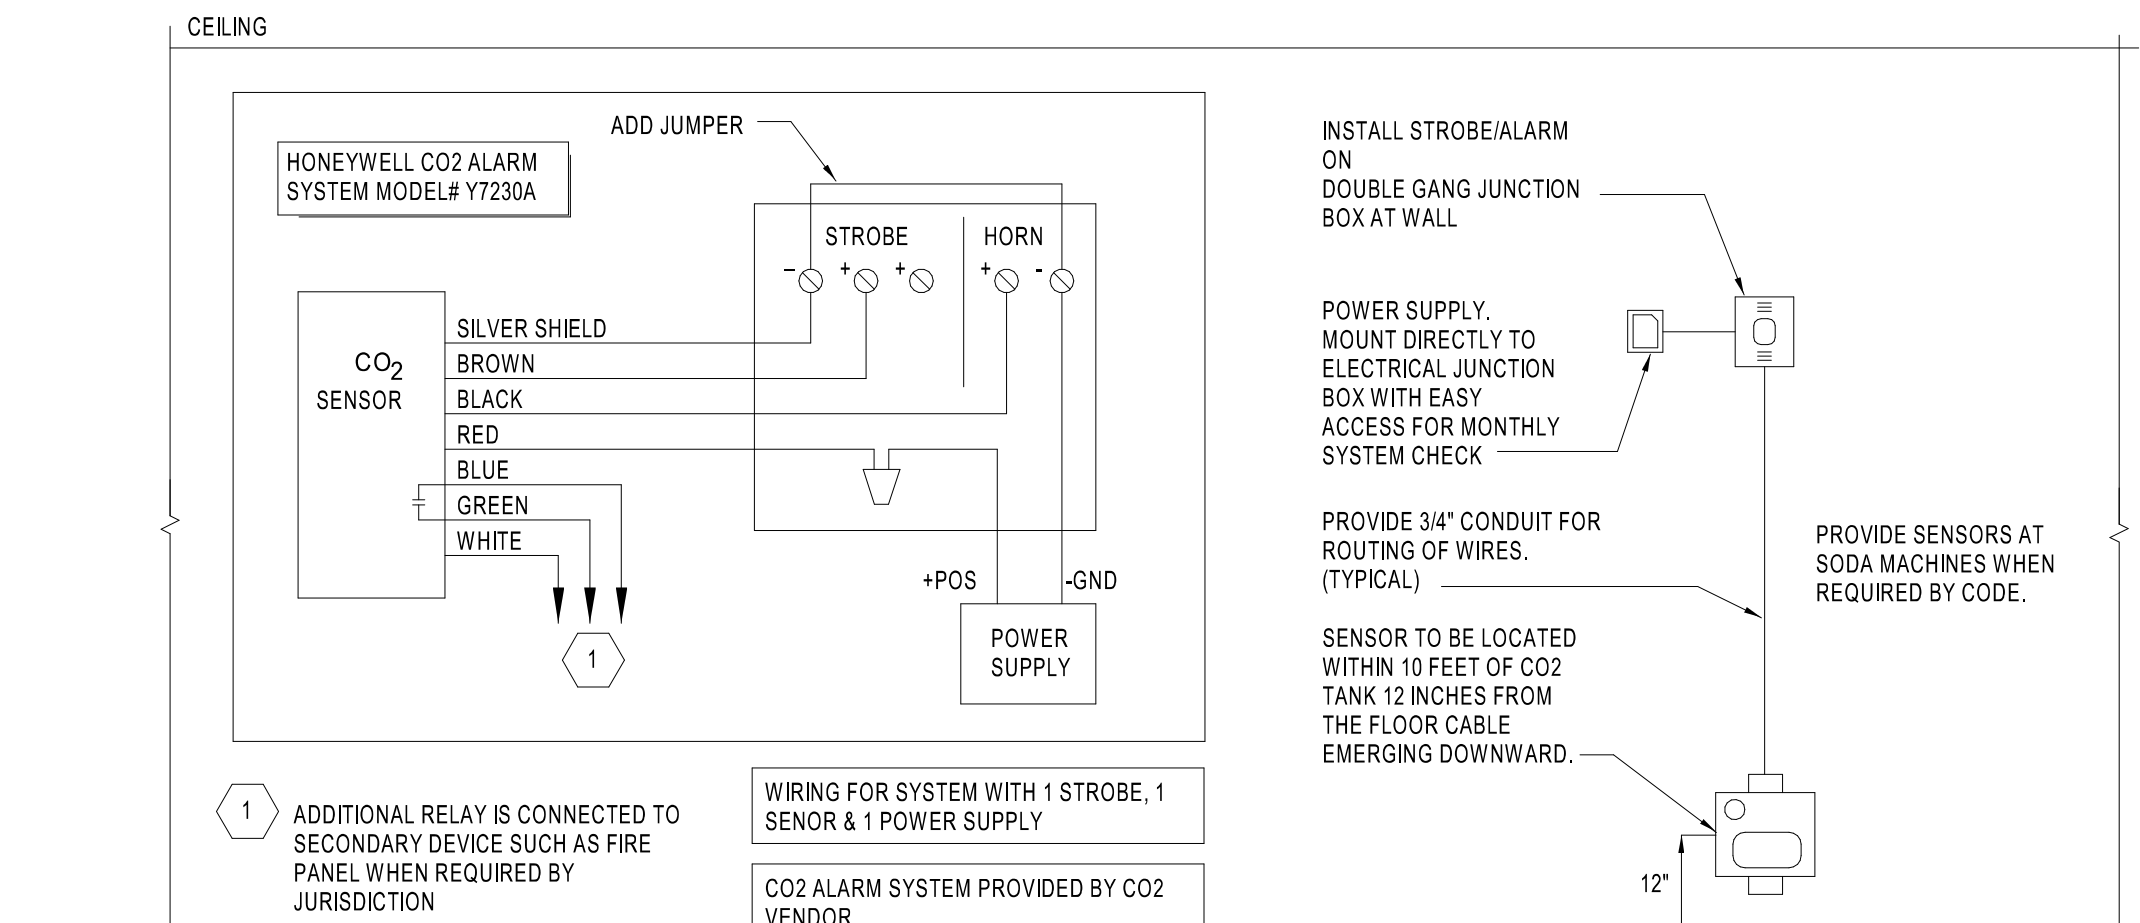 CEILING
ADD JUMPER
HONEYWELL CO2 ALARM
SYSTEM MODEL# Y7230A
STROBE
HORN
– + + + -
CO2
SENSOR
SILVER SHIELD
BROWN
BLACK
RED
BLUE
GREEN
WHITE
1
+POS
-GND
POWER
SUPPLY
1
ADDITIONAL RELAY IS CONNECTED TO
SECONDARY DEVICE SUCH AS FIRE
PANEL WHEN REQUIRED BY
JURISDICTION
WIRING FOR SYSTEM WITH 1 STROBE, 1
SENOR & 1 POWER SUPPLY
CO2 ALARM SYSTEM PROVIDED BY CO2
VENDOR
INSTALL STROBE/ALARM
ON
DOUBLE GANG JUNCTION
BOX AT WALL
POWER SUPPLY.
MOUNT DIRECTLY TO
ELECTRICAL JUNCTION
BOX WITH EASY
ACCESS FOR MONTHLY
SYSTEM CHECK
PROVIDE 3/4" CONDUIT FOR
ROUTING OF WIRES.
(TYPICAL)
PROVIDE SENSORS AT
SODA MACHINES WHEN
REQUIRED BY CODE.
SENSOR TO BE LOCATED
WITHIN 10 FEET OF CO2
TANK 12 INCHES FROM
THE FLOOR CABLE
EMERGING DOWNWARD.
12"